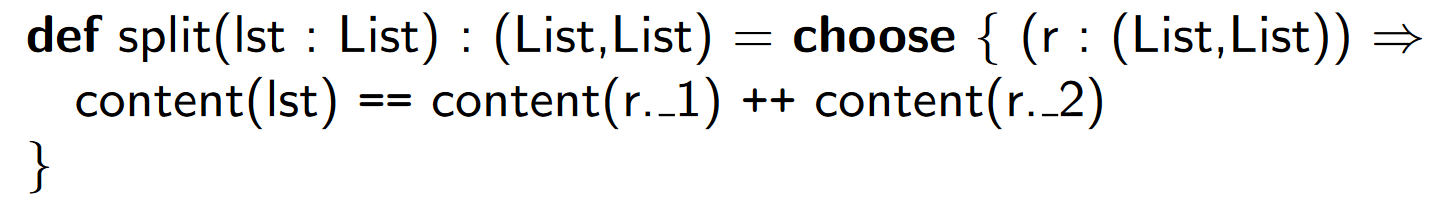 def split(lst : List) : (List,List) = choose { (r : (List,List)) ⇒
content(lst) == content(r._1) ++ content(r._2)
}